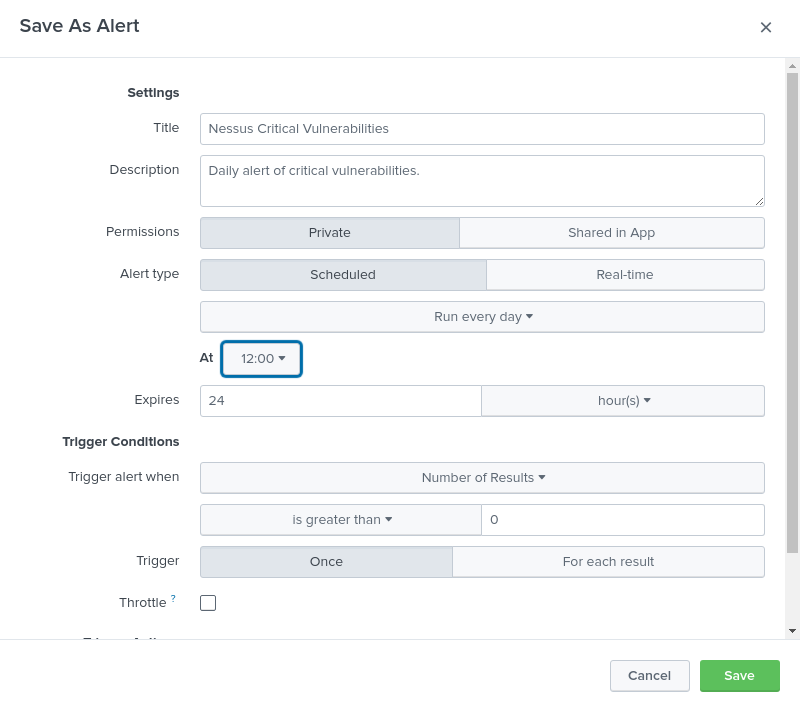 Save As Alert
Settings
Title Nessus Critical Vulnerabilities
Description Daily alert of critical vulnerabilities.
Permissions Private Shared in App
Alert type Scheduled Real-time
Run every day
At 12:00
Expires 24 hour(s)
Trigger Conditions
Trigger alert when Number of Results
is greater than 0
Trigger Once For each result
Throttle ?
Cancel Save